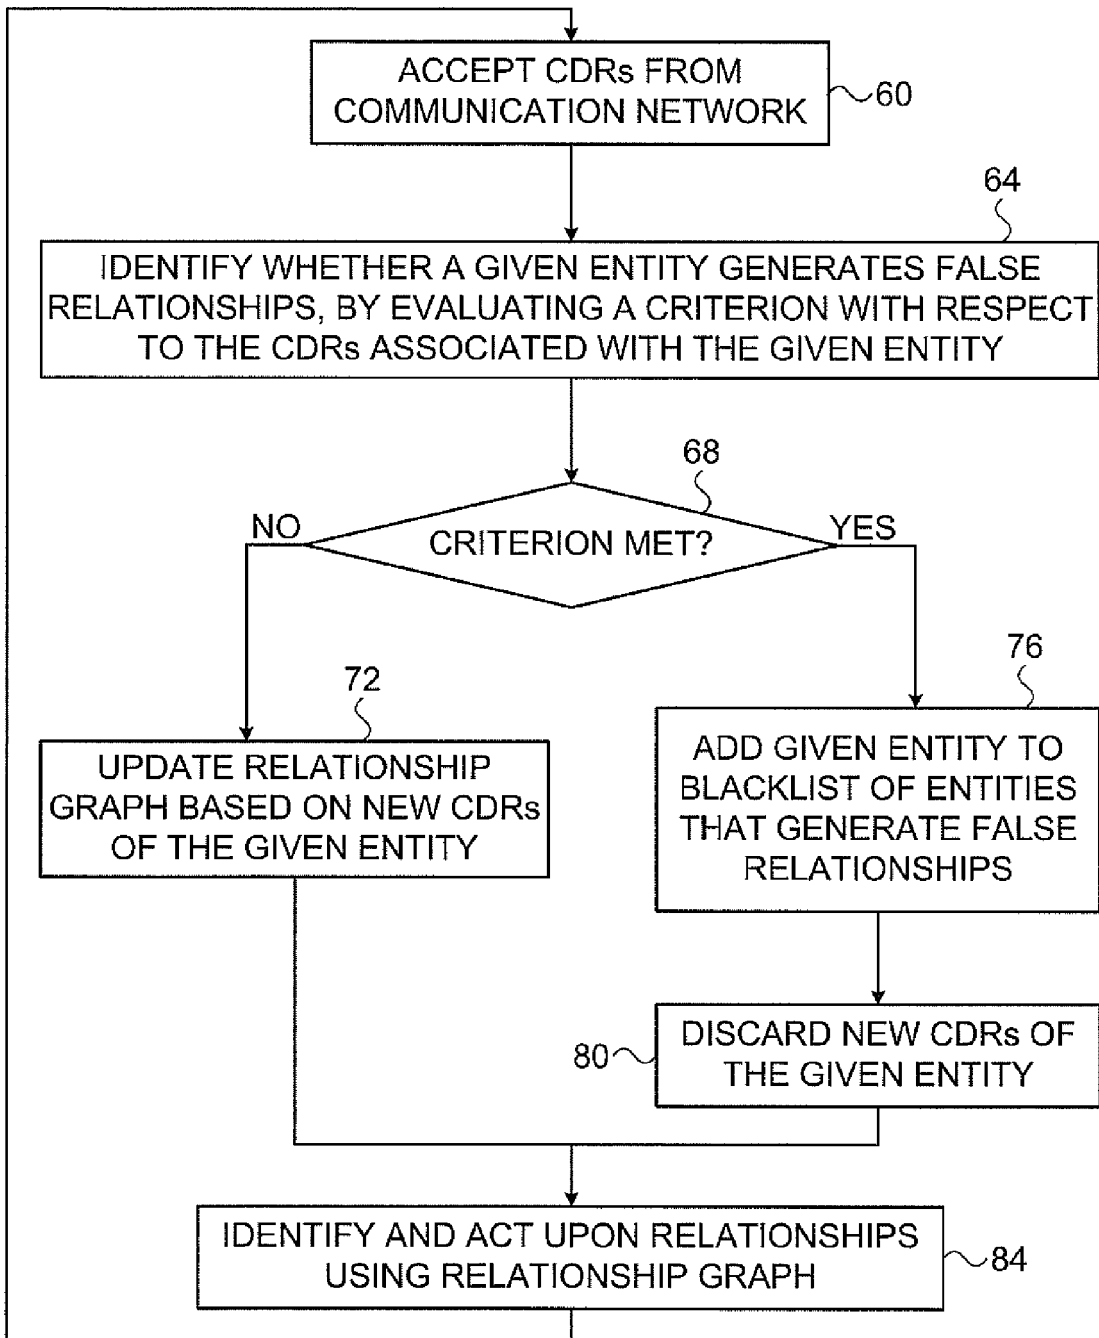 ACCEPT CDRs FROM
COMMUNICATION NETWORK
60
64
IDENTIFY WHETHER A GIVEN ENTITY GENERATES FALSE
RELATIONSHIPS, BY EVALUATING A CRITERION WITH RESPECT
TO THE CDRs ASSOCIATED WITH THE GIVEN ENTITY
68
NO
CRITERION MET?
YES
72
UPDATE RELATIONSHIP
GRAPH BASED ON NEW CDRs
OF THE GIVEN ENTITY
76
ADD GIVEN ENTITY TO
BLACKLIST OF ENTITIES
THAT GENERATE FALSE
RELATIONSHIPS
80
DISCARD NEW CDRs OF
THE GIVEN ENTITY
IDENTIFY AND ACT UPON RELATIONSHIPS
USING RELATIONSHIP GRAPH
84